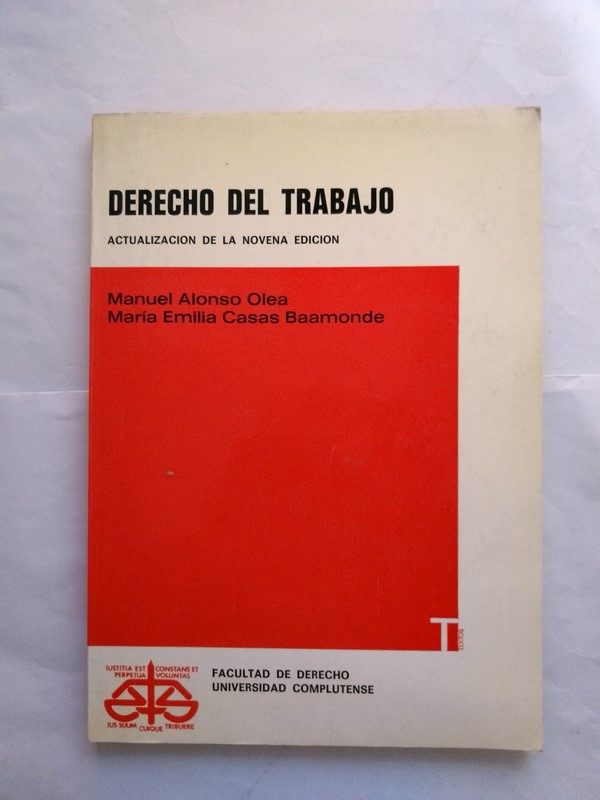 DERECHO DEL TRABAJO
ACTUALIZACION DE LA NOVENA EDICION
Manuel Alonso Olea
María Emilia Casas Baamonde
T
IUSTITIA EST CONSTANS ET
PERPETUA VOLUNTAS
IUS SUUM CUIQUE TRIBUERE
FACULTAD DE DERECHO
UNIVERSIDAD COMPLUTENSE